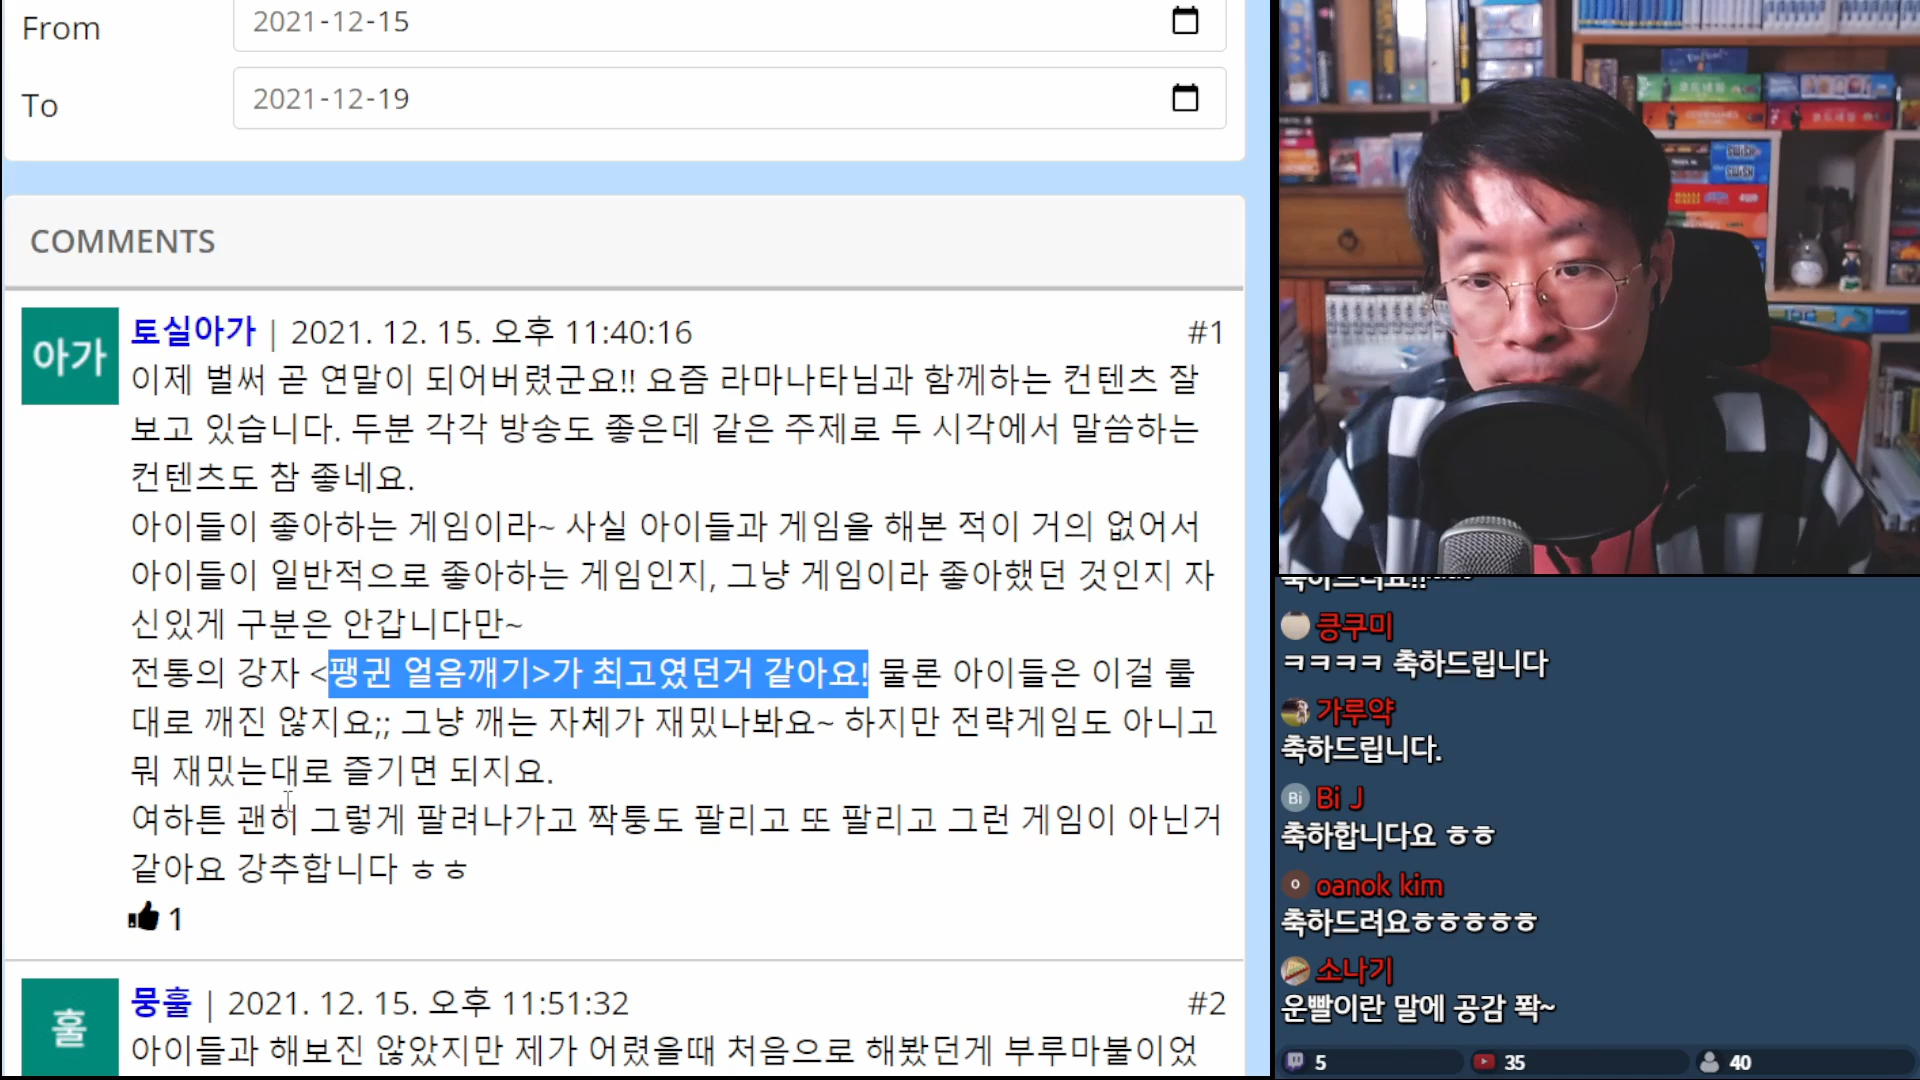 From
2021-12-15
To
2021-12-19
COMMENTS
아가
토실아가 | 2021. 12. 15. 오후 11:40:16
#1
이제 벌써 곧 연말이 되어버렸군요!! 요즘 라마나타님과 함께하는 컨텐츠 잘
보고 있습니다. 두분 각각 방송도 좋은데 같은 주제로 두 시각에서 말씀하는
컨텐츠도 참 좋네요.
아이들이 좋아하는 게임이라~ 사실 아이들과 게임을 해본 적이 거의 없어서
아이들이 일반적으로 좋아하는 게임인지, 그냥 게임이라 좋아했던 것인지 자
신있게 구분은 안갑니다만~
전통의 강자 <팽귄 얼음깨기>가 최고였던거 같아요! 물론 아이들은 이걸 룰
대로 깨진 않지요;; 그냥 깨는 자체가 재밌나봐요~ 하지만 전략게임도 아니고
뭐 재밌는대로 즐기면 되지요.
여하튼 괜히 그렇게 팔려나가고 짝퉁도 팔리고 또 팔리고 그런 게임이 아닌거
같아요 강추합니다 ㅎㅎ
1
훌
뭉훌 | 2021. 12. 15. 오후 11:51:32
#2
아이들과 해보진 않았지만 제가 어렸을때 처음으로 해봤던게 부루마불이었
축하드려요!!
킁쿠미
ㅋㅋㅋㅋ 축하드립니다
가루약
축하드립니다.
Bi Bi J
축하합니다요 ㅎㅎ
o oanok kim
축하드려요ㅎㅎㅎㅎㅎ
소나기
운빨이란 말에 공감 퐉~
5
35
40